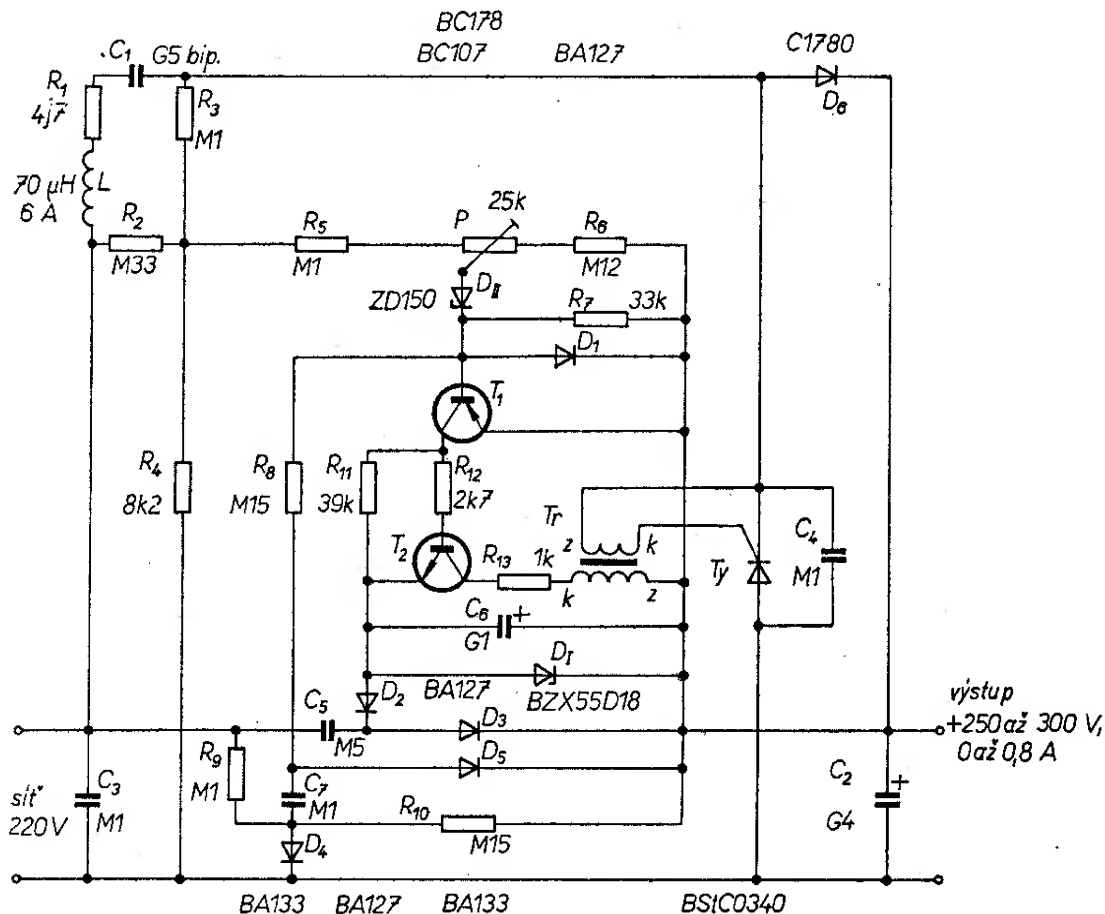 BC178
BC107 BA127 C1780
C1 G5 bip.
R1
4j7
R3
M1
D6
70 µH L
6 A
R2
M33
R5
M1
P
25k
R6
M12
DII
ZD150
R7 33k
D1
T1
R4
8k2
R8
M15
R11
39k
R12
2k7
Tr
z k
T2
R13 1k
k z
Ty
C4
M1
C6 +
G1
DI
BA127 BZX55D18
D2
C5
M5
D3
výstup
+250 až 300 V,
0 až 0,8 A
R9
M1
D5
síť
220V
C3
M1
C7
M1
R10
M15
C2 +
G4
D4
BA133 BA127 BA133 BStC0340